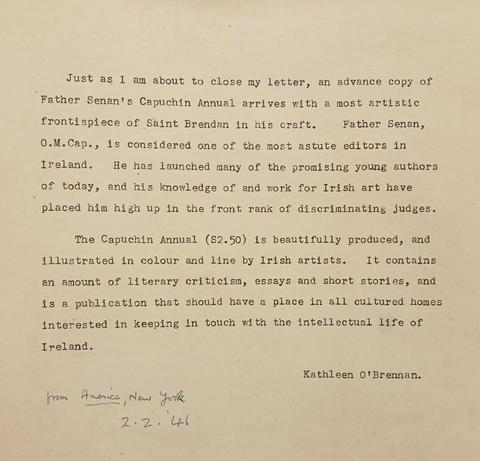 Just as I am about to close my letter, an advance copy of
Father Senan's Capuchin Annual arrives with a most artistic
frontispiece of Saint Brendan in his craft. Father Senan,
O.M.Cap., is considered one of the most astute editors in
Ireland. He has launched many of the promising young authors
of today, and his knowledge of and work for Irish art have
placed him high up in the front rank of discriminating judges.
The Capuchin Annual (S2.50) is beautifully produced, and
illustrated in colour and line by Irish artists. It contains
an amount of literary criticism, essays and short stories, and
is a publication that should have a place in all cultured homes
interested in keeping in touch with the intellectual life of
Ireland.
Kathleen O'Brennan.
from America, New York
2.2.'46